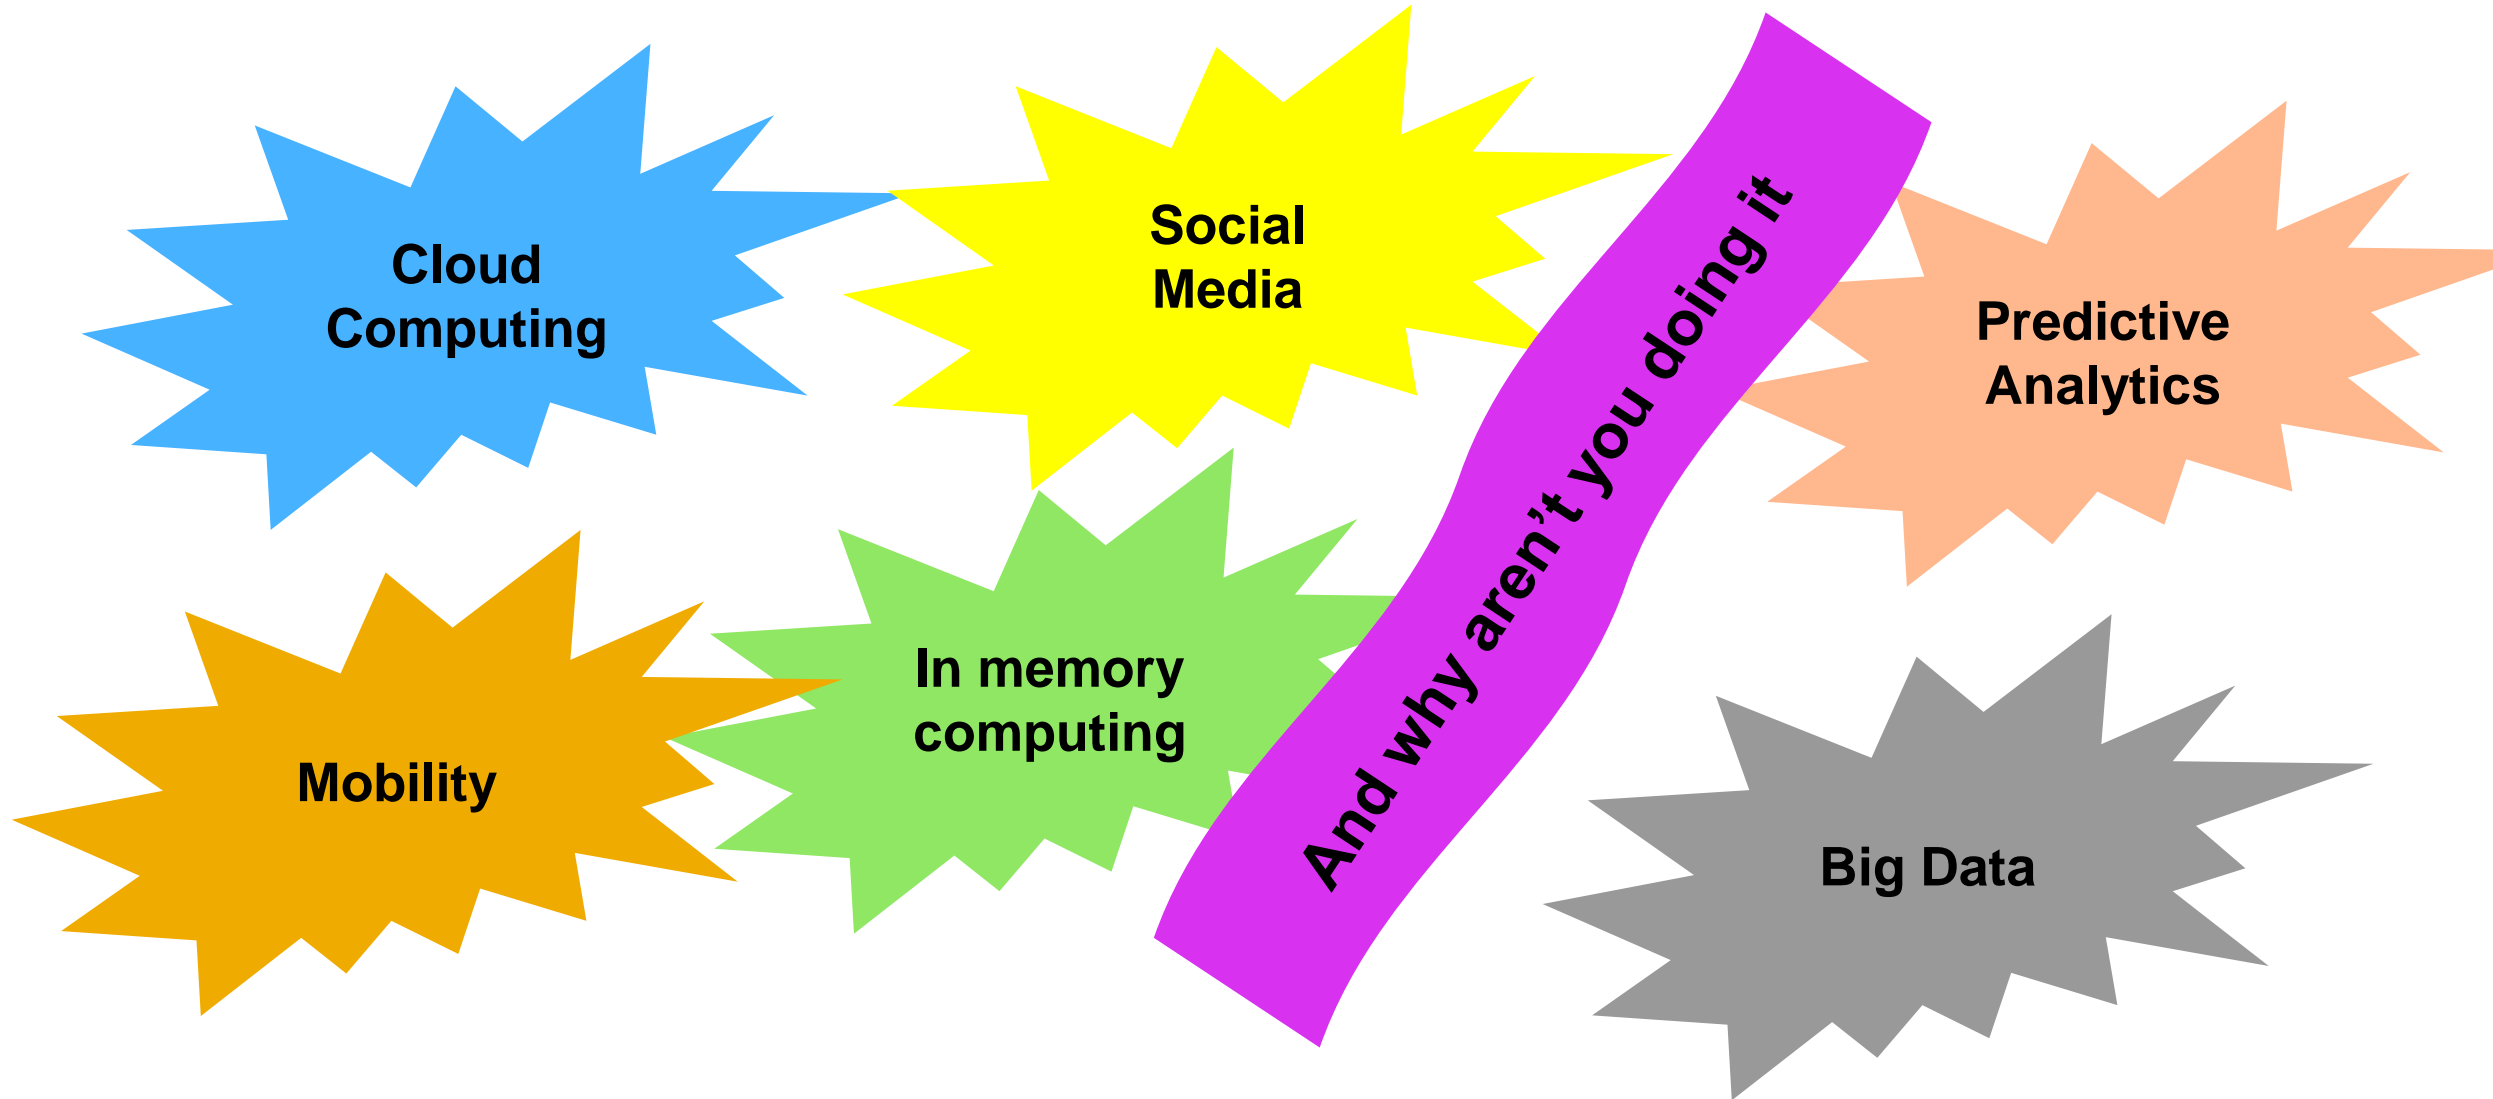 Cloud
Computing
Social
Media
Predictive
Analytics
In memory
computing
Mobility
Big Data
And why aren’t you doing it